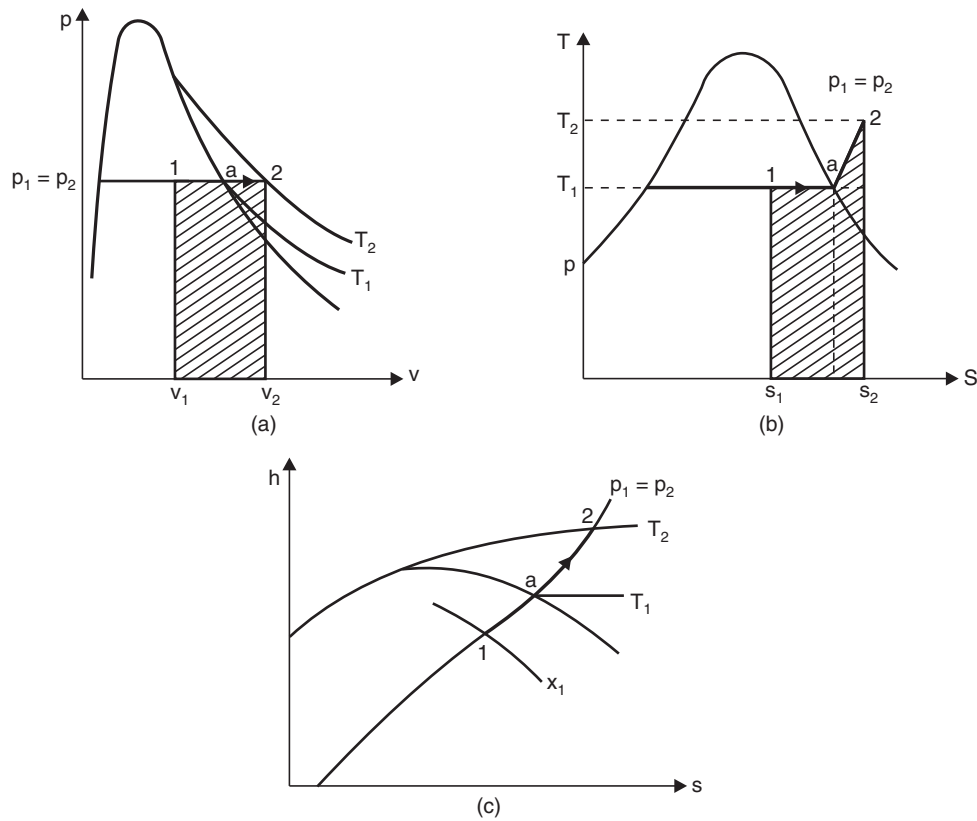 p
1
a
2
p₁ = p₂
T₂
T₁
v₁
v₂
v
(a)
T
p₁ = p₂
T₂
2
1
a
T₁
p
s₁
s₂
S
(b)
h
p₁ = p₂
2
T₂
a
T₁
1
x₁
s
(c)